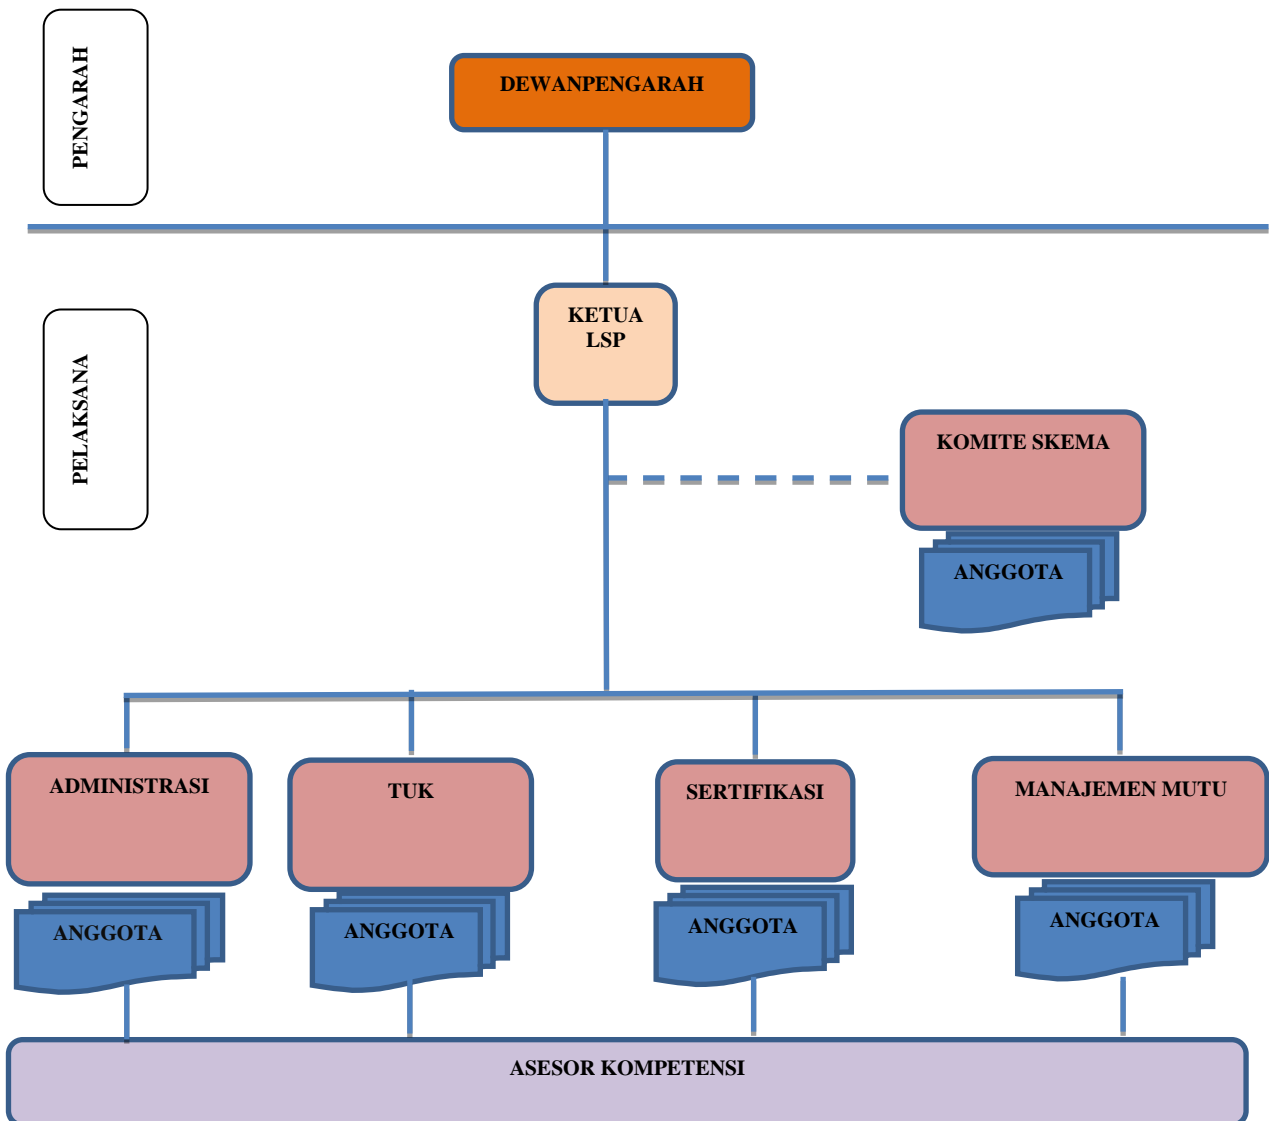 PENGARAH
DEWANPENGARAH
PELAKSANA
KETUA
LSP
KOMITE SKEMA
ANGGOTA
ADMINISTRASI
TUK
SERTIFIKASI
MANAJEMEN MUTU
ANGGOTA
ANGGOTA
ANGGOTA
ANGGOTA
ASESOR KOMPETENSI